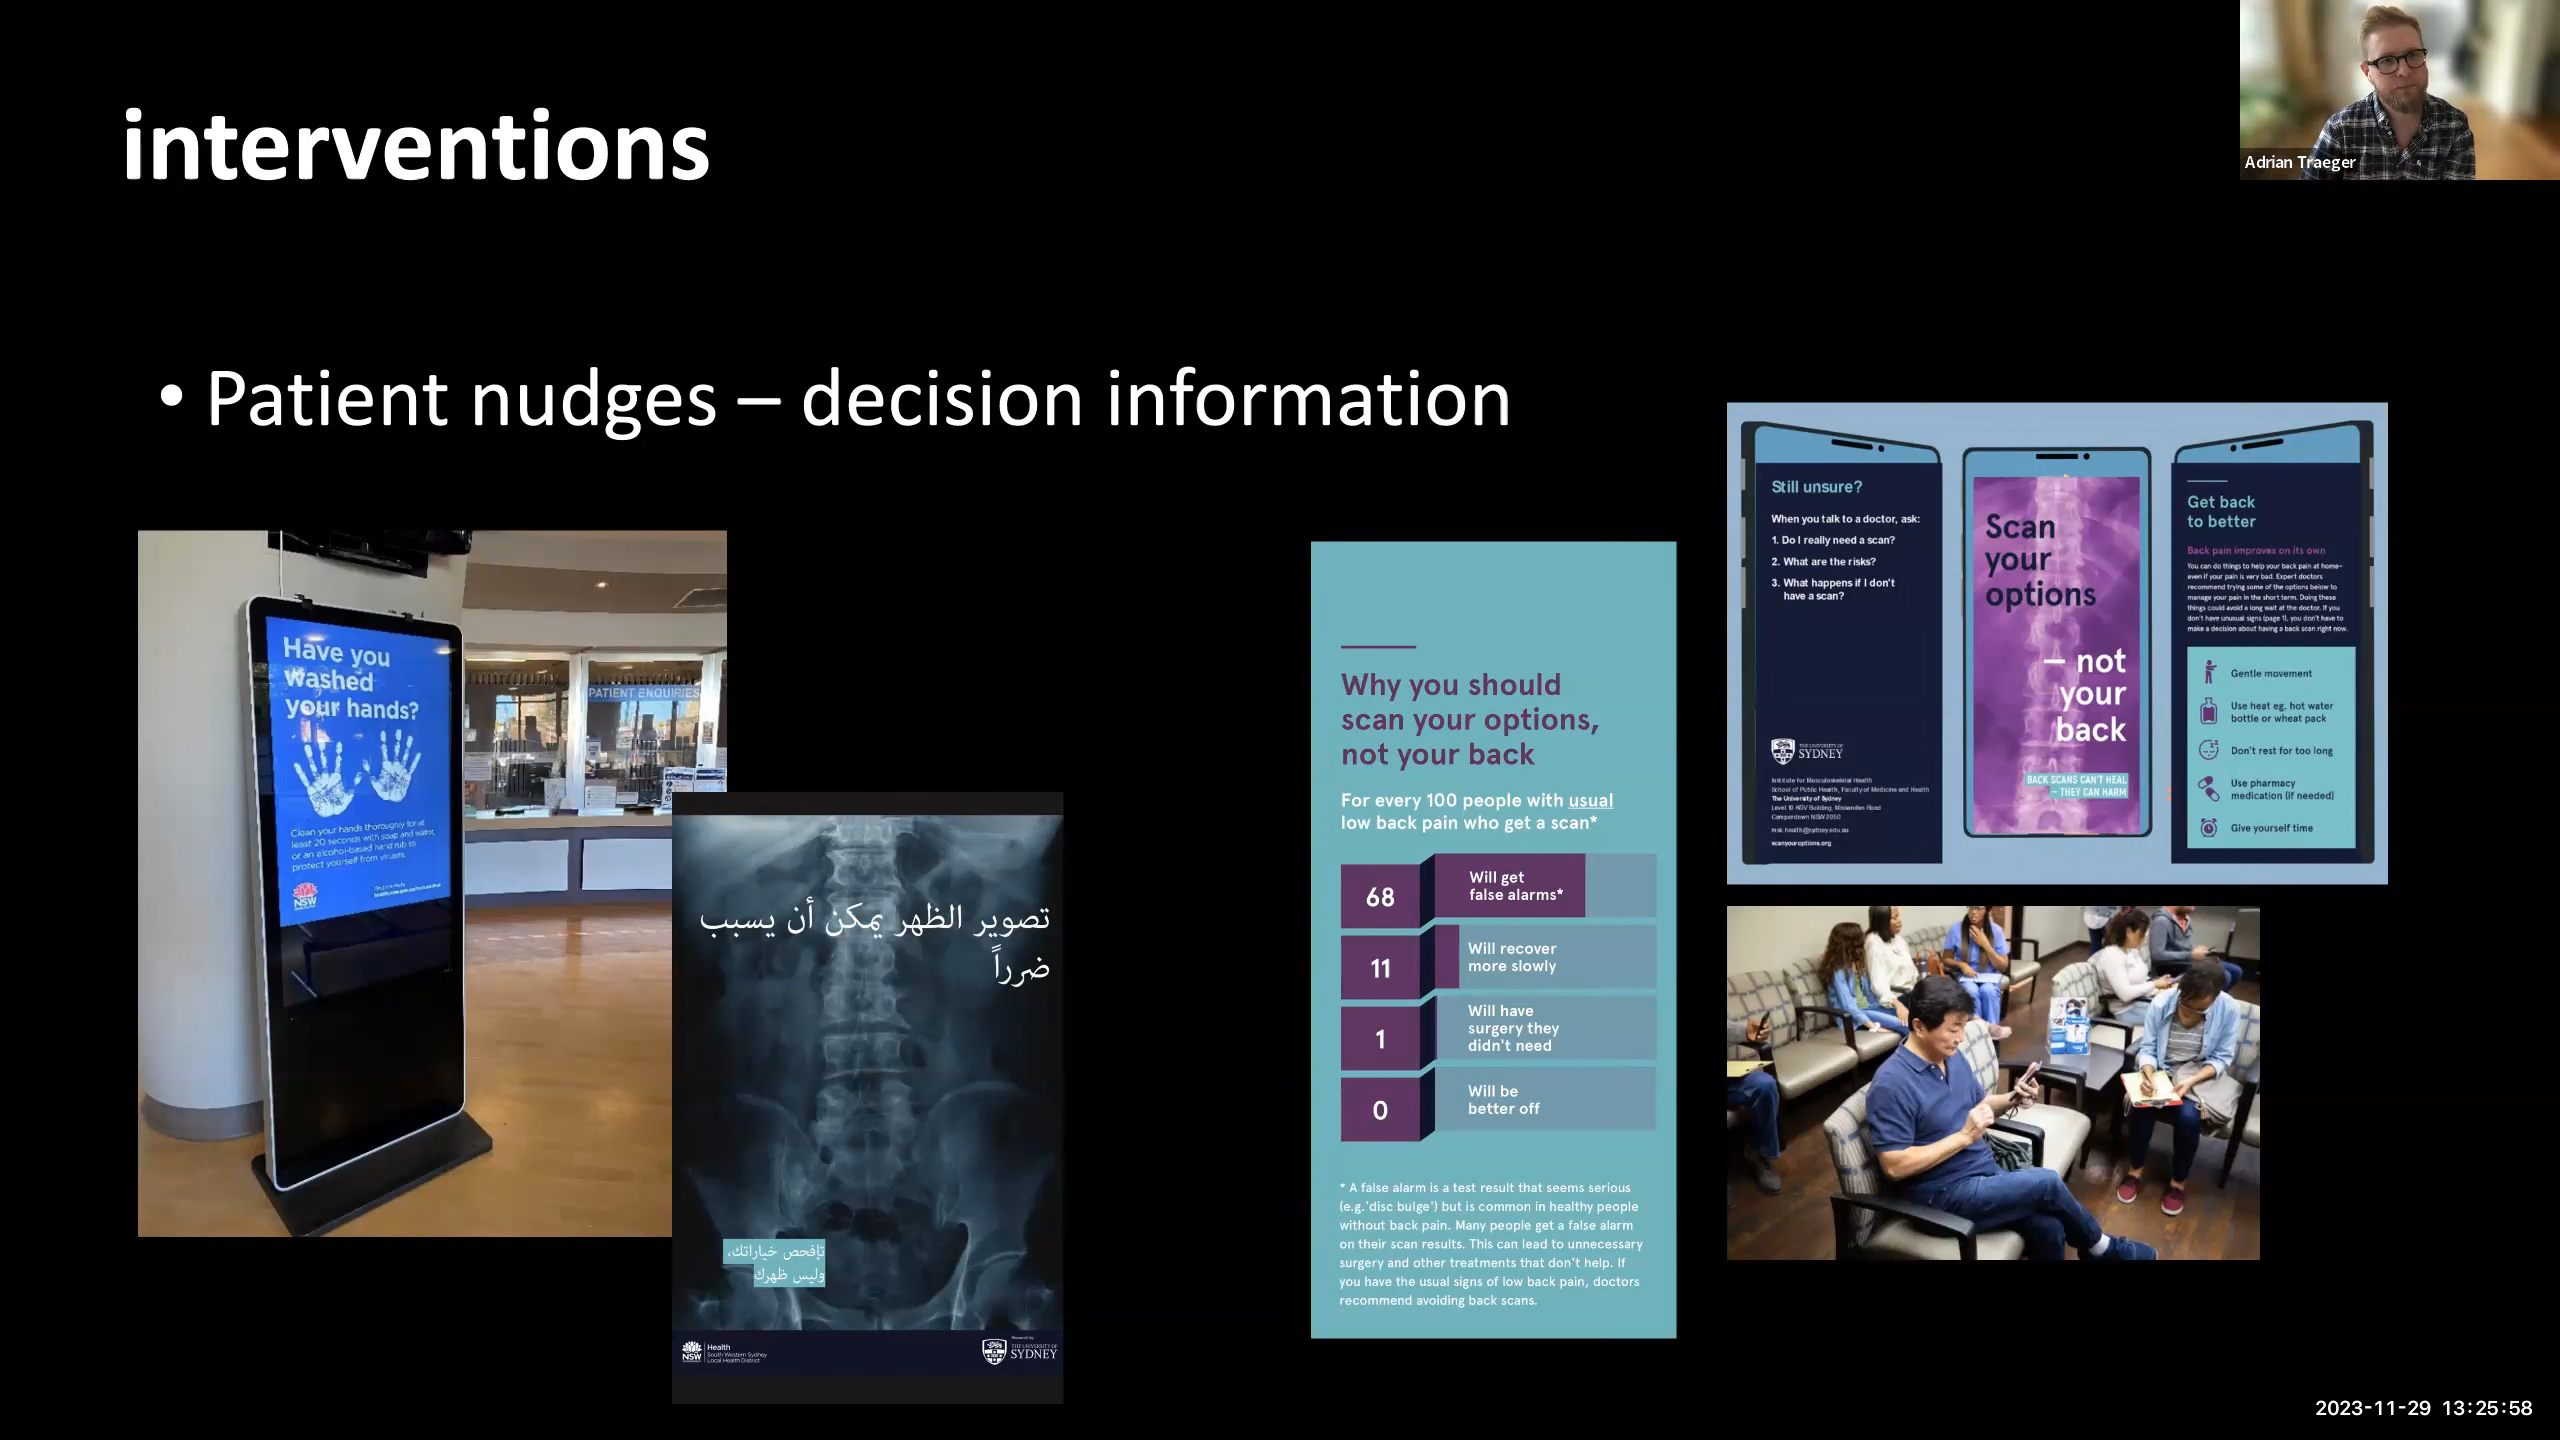 interventions
Adrian Traeger
• Patient nudges – decision information
Have you
washed
your hands?
Clean your hands thoroughly for at
least 20 seconds with soap and water,
or an alcohol-based hand rub to
protect yourself from viruses.
NSW
PATIENT ENQUIRIES
تصوير الظهر يمكن أن يسبب
ضرراً
تإفحص خياراتك،
وليس ظهرك
NSW
Health
South Western Sydney
Local Health District
Research by
THE UNIVERSITY OF
SYDNEY
Why you should
scan your options,
not your back
For every 100 people with usual
low back pain who get a scan*
68
Will get
false alarms*
11
Will recover
more slowly
1
Will have
surgery they
didn't need
0
Will be
better off
* A false alarm is a test result that seems serious
(e.g.'disc bulge') but is common in healthy people
without back pain. Many people get a false alarm
on their scan results. This can lead to unnecessary
surgery and other treatments that don't help. If
you have the usual signs of low back pain, doctors
recommend avoiding back scans.
Still unsure?
When you talk to a doctor, ask:
1. Do I really need a scan?
2. What are the risks?
3. What happens if I don't
have a scan?
THE UNIVERSITY OF
SYDNEY
Institute for Musculoskeletal Health
School of Public Health, Faculty of Medicine and Health
The University of Sydney
Level 10 KGV Building, Missenden Road
Camperdown NSW 2050
msk.health@sydney.edu.au
scanyouroptions.org
Scan
your
options
– not
your
back
BACK SCANS CAN'T HEAL
– THEY CAN HARM
Get back
to better
Back pain improves on its own
You can do things to help your back pain at home–
even if your pain is very bad. Expert doctors
recommend trying some of the options below to
manage your pain in the short term. Doing these
things could avoid a long wait at the doctor. If you
don't have unusual signs (page 1), you don't have to
make a decision about having a back scan right now.
Gentle movement
Use heat eg. hot water
bottle or wheat pack
Don't rest for too long
Use pharmacy
medication (if needed)
Give yourself time
2023-11-29 13:25:58